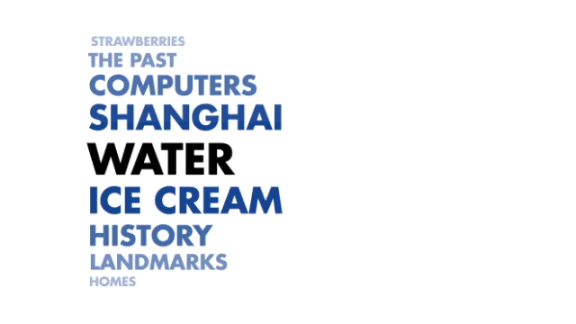 STRAWBERRIES
THE PAST
COMPUTERS
SHANGHAI
WATER
ICE CREAM
HISTORY
LANDMARKS
HOMES